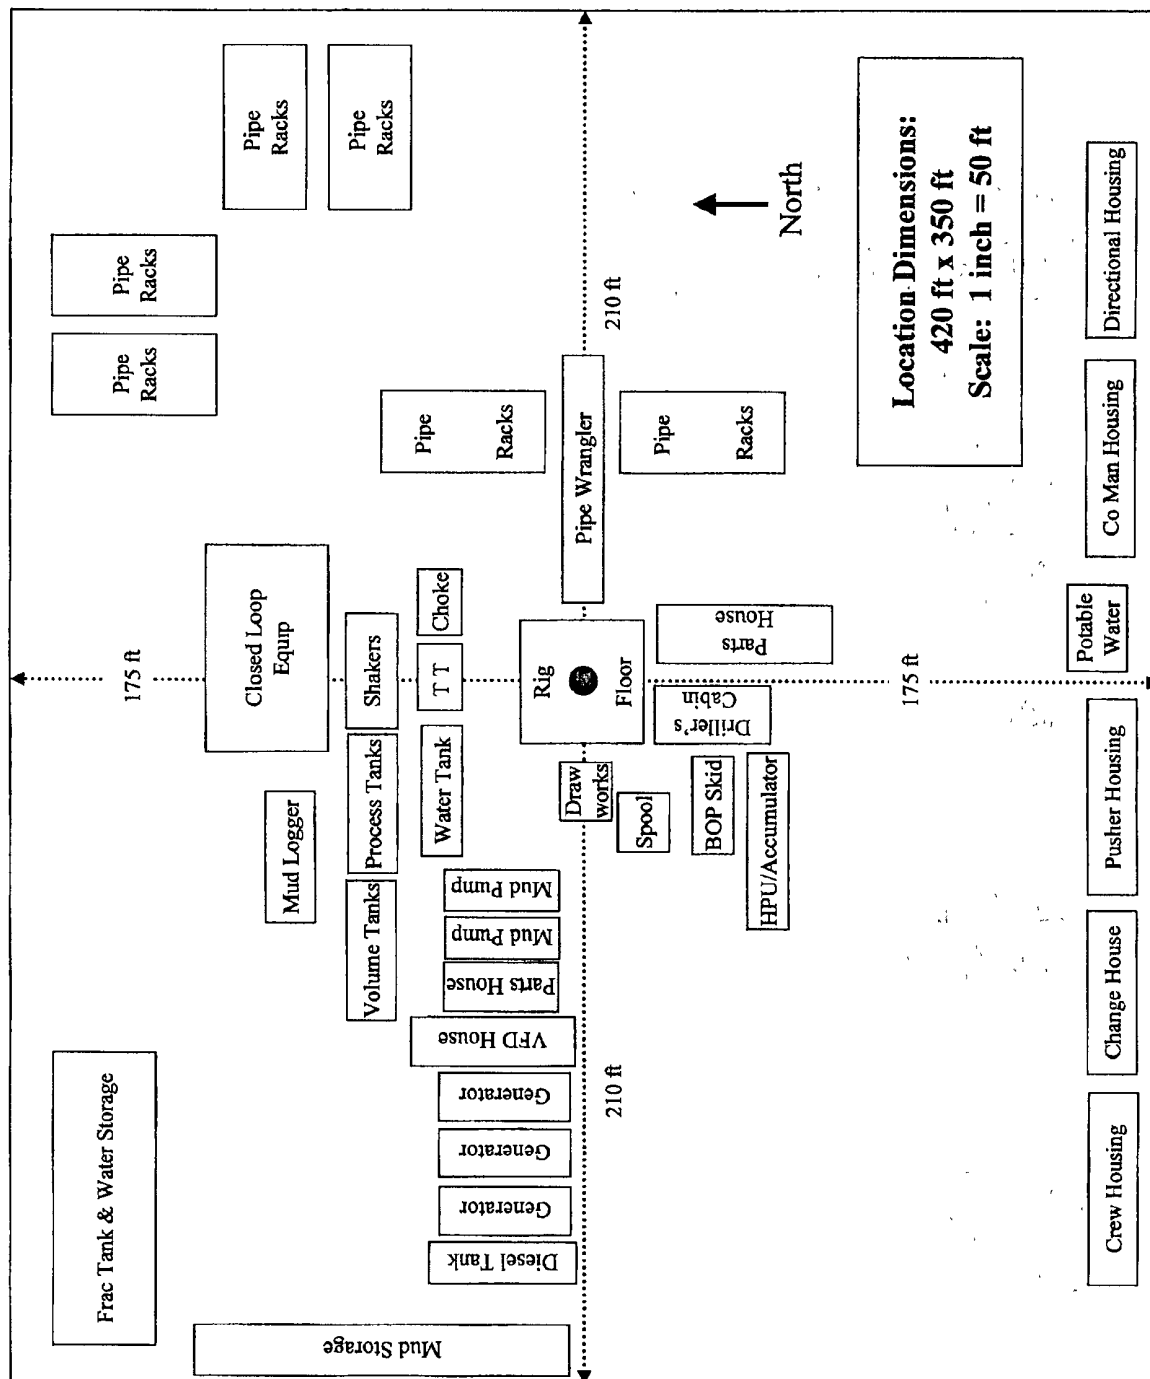 Frac Tank & Water Storage
Mud Storage
Diesel Tank
Generator
Generator
Generator
VFD House
Parts House
Mud Pump
Mud Pump
Volume Tanks
Mud Logger
Process Tanks
Water Tank
Shakers
T T
Choke
Closed Loop
Equip
175 ft
Pipe
Racks
Pipe
Racks
Pipe
Racks
Pipe
Racks
Pipe
Racks
Pipe Wrangler
Pipe
Racks
Rig
Floor
Draw
works
Spool
BOP Skid
HPU/Accumulator
Driller's
Cabin
Parts
House
210 ft
210 ft
175 ft
North
Location Dimensions:
420 ft x 350 ft
Scale: 1 inch = 50 ft
Crew Housing
Change House
Pusher Housing
Potable
Water
Co Man Housing
Directional Housing